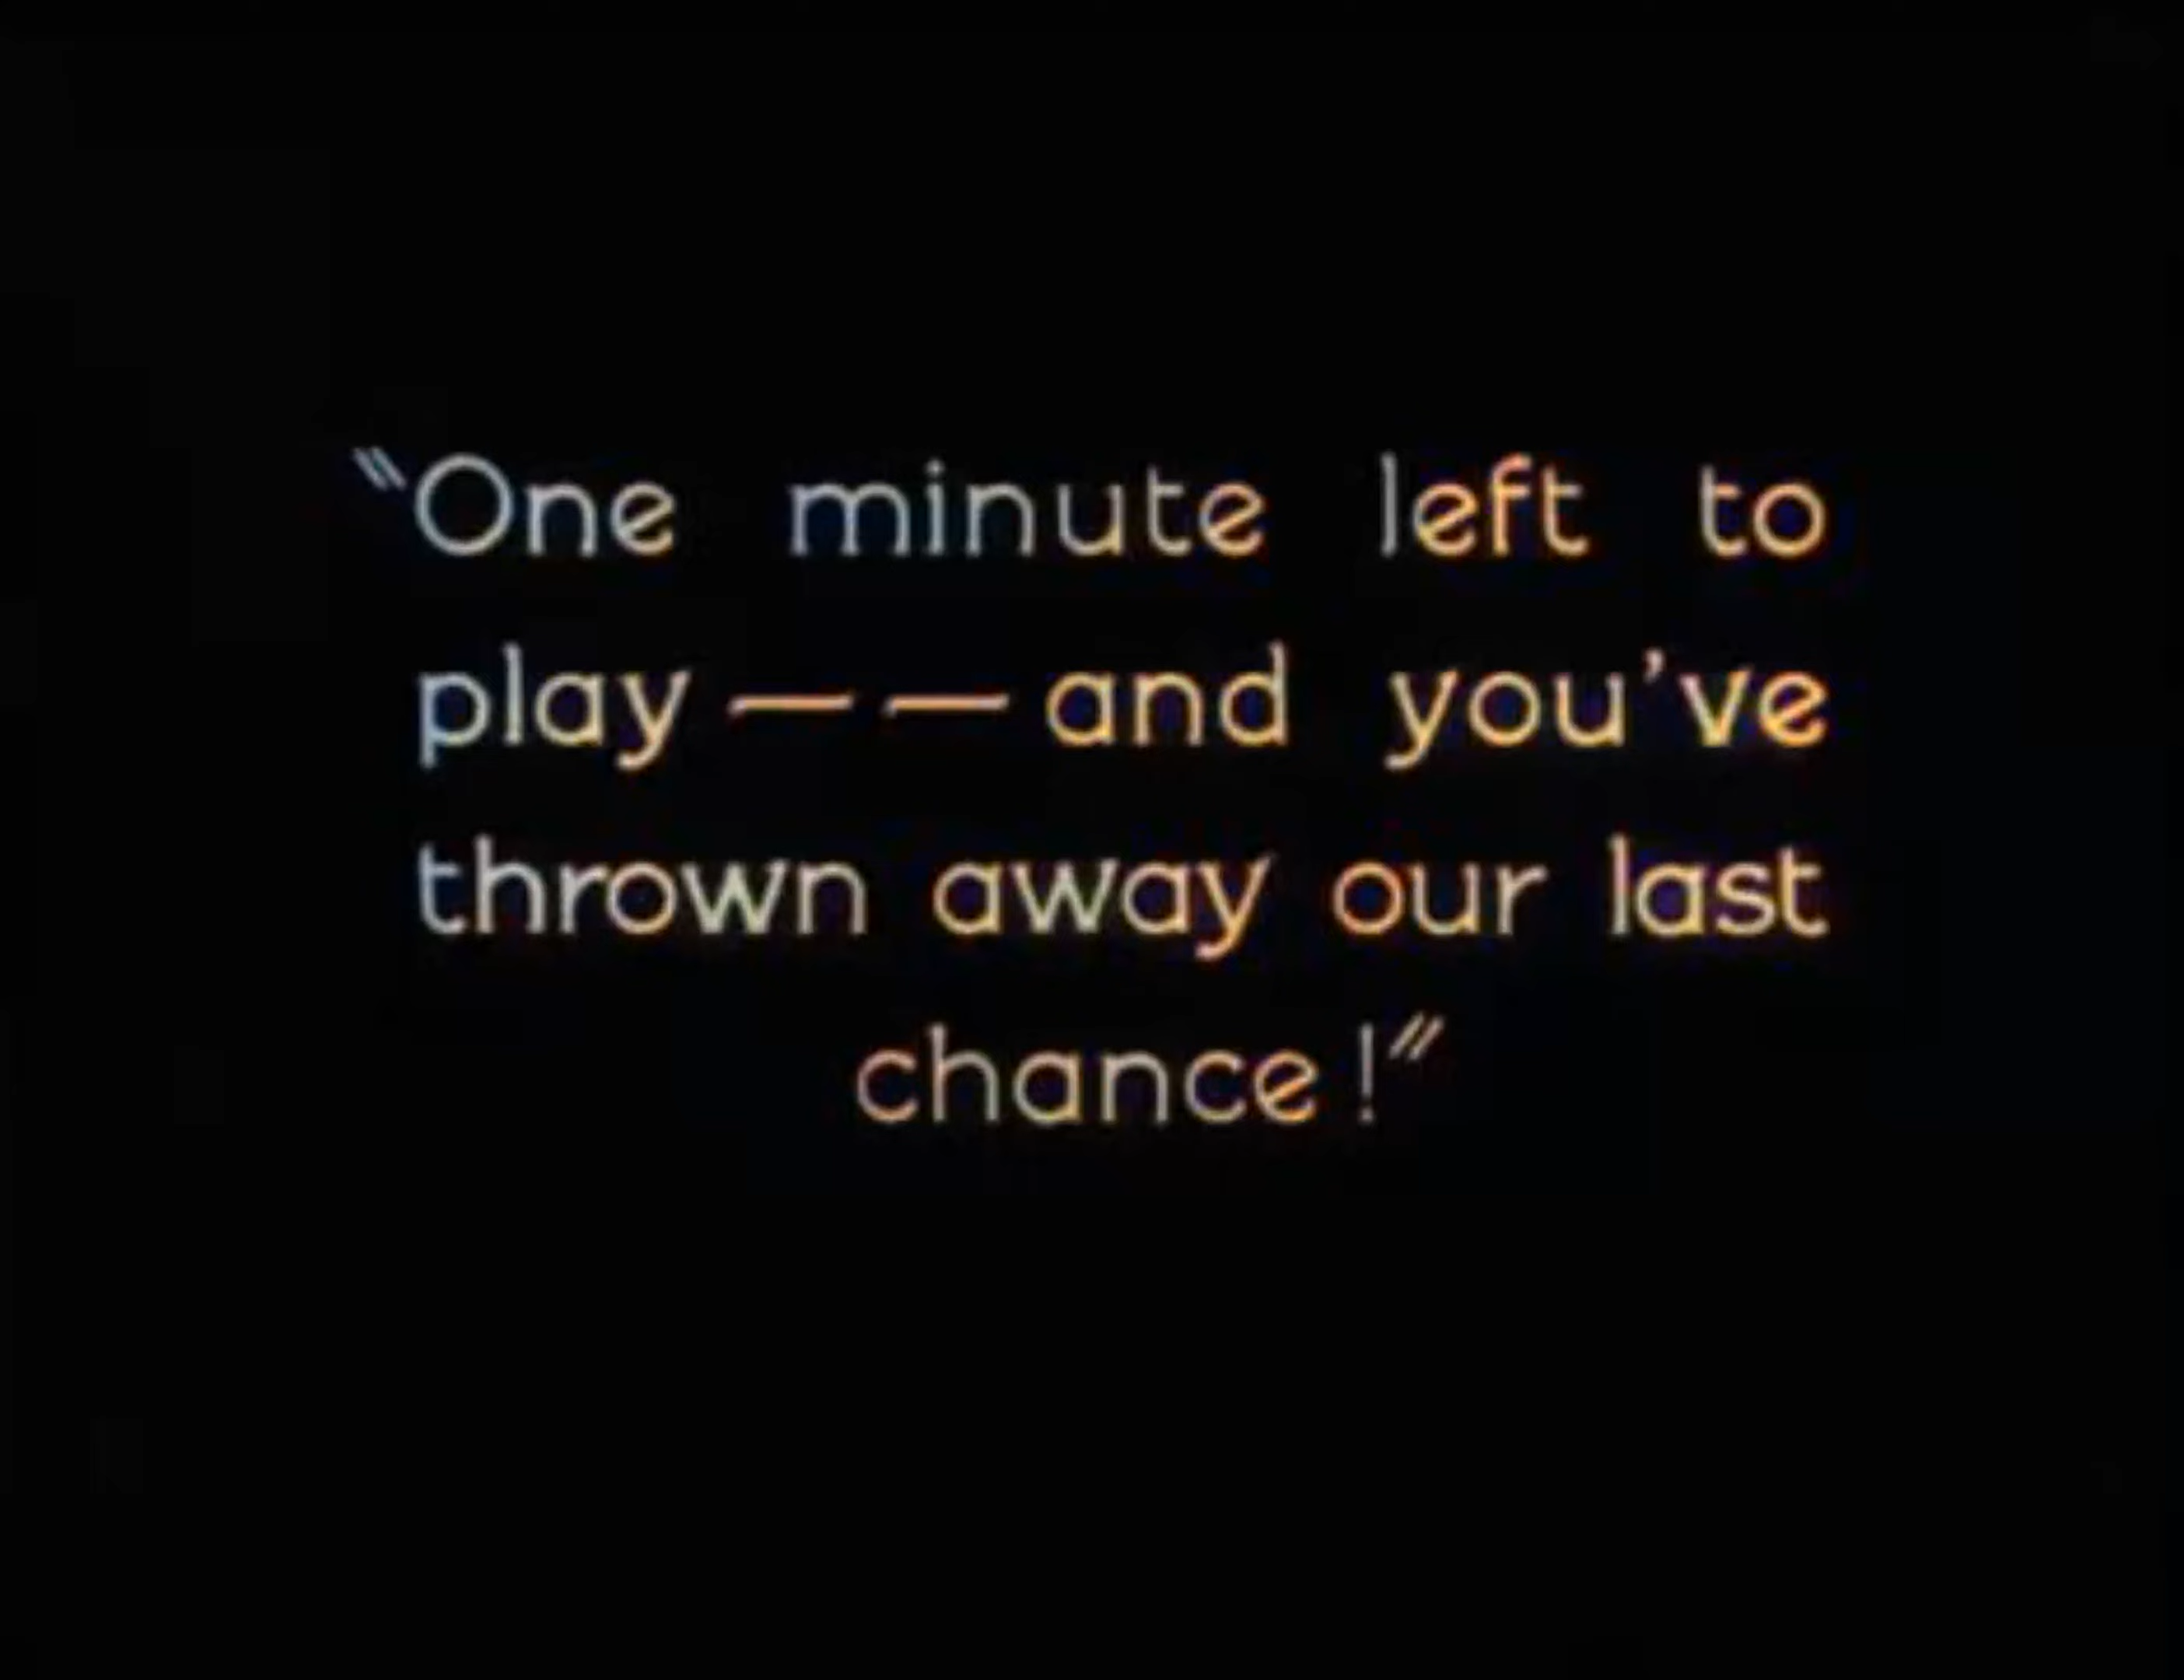 “One minute left to
play — — and you’ve
thrown away our last
chance !”